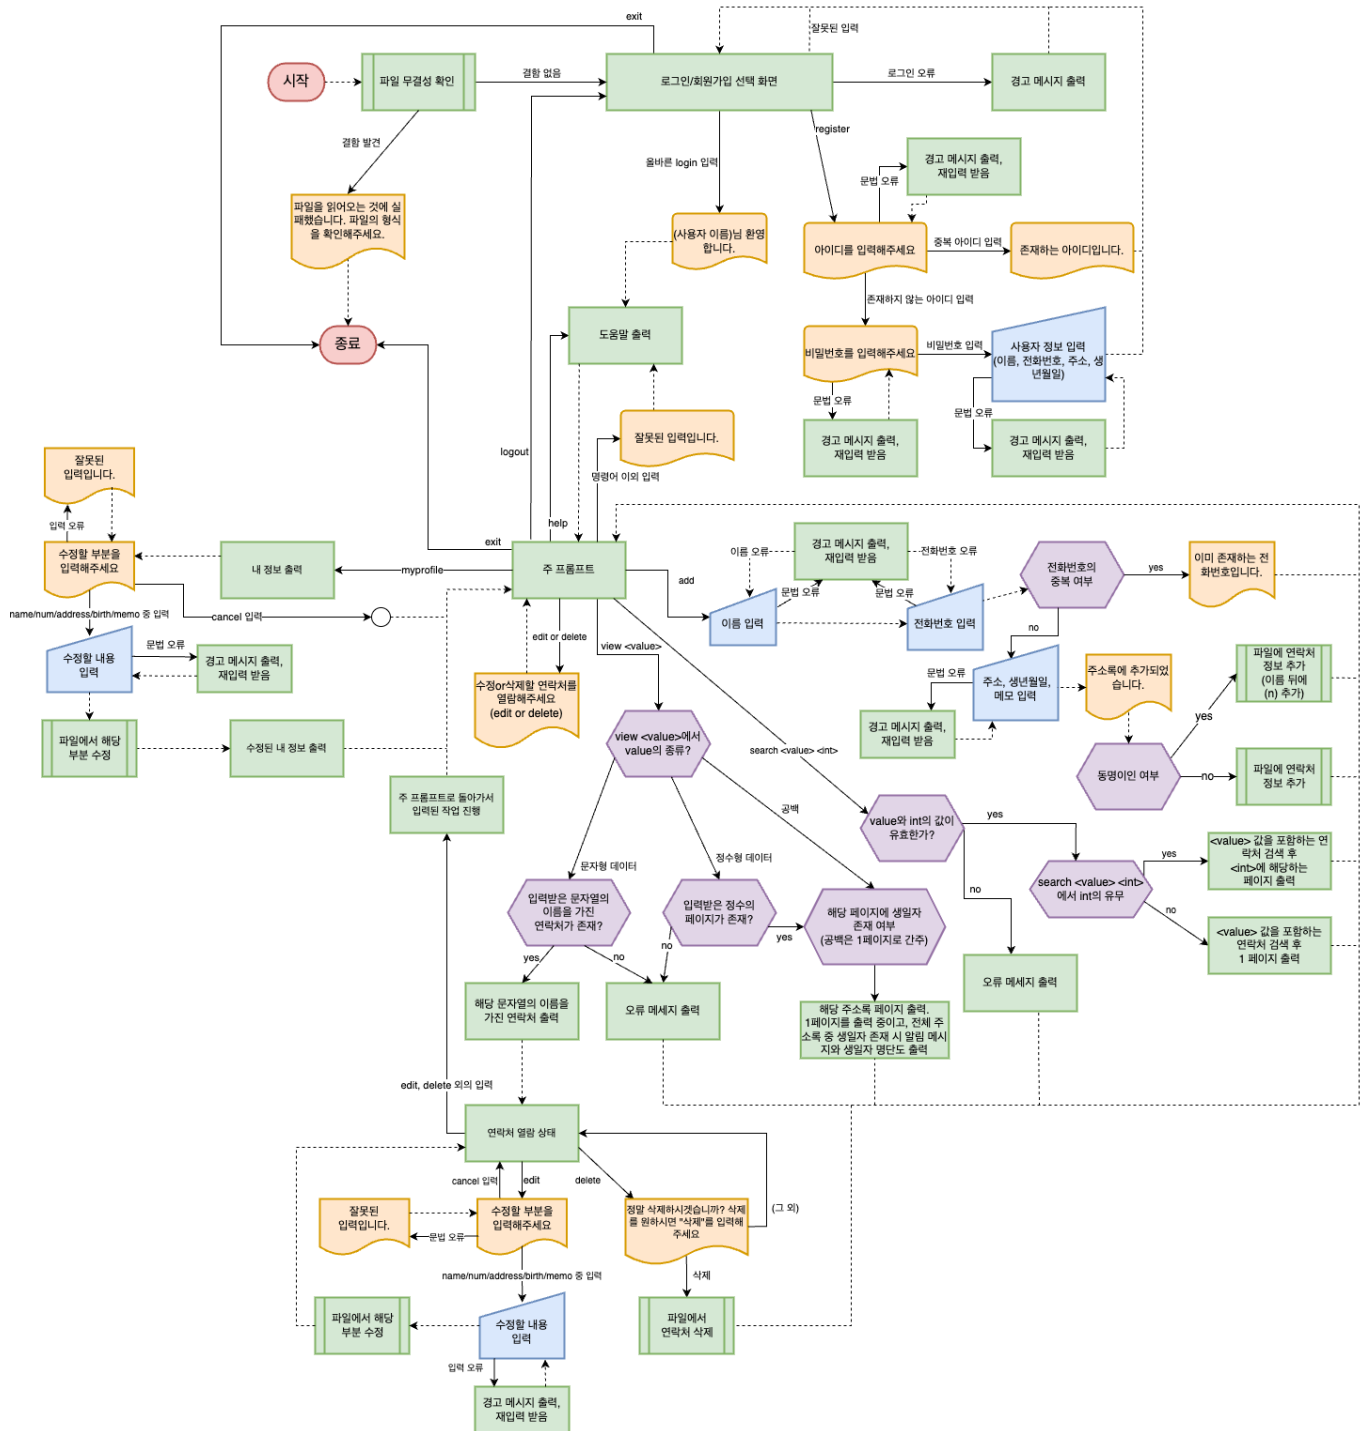 exit
잘못된 입력
시작
파일 무결성 확인
결함 없음
로그인/회원가입 선택 화면
로그인 오류
경고 메시지 출력
결함 발견
올바른 login 입력
register
경고 메시지 출력,
재입력 받음
문법 오류
파일을 읽어오는 것에 실
패했습니다. 파일의 형식
을 확인해주세요.
(사용자 이름)님 환영
합니다.
아이디를 입력해주세요
중복 아이디 입력
존재하는 아이디입니다.
존재하지 않는 아이디 입력
종료
도움말 출력
비밀번호를 입력해주세요
비밀번호 입력
사용자 정보 입력
(이름, 전화번호, 주소, 생
년월일)
문법 오류
문법 오류
경고 메시지 출력,
재입력 받음
경고 메시지 출력,
재입력 받음
잘못된 입력입니다.
logout
명령어 이외 입력
잘못된
입력입니다.
입력 오류
help
exit
수정할 부분을
입력해주세요
내 정보 출력
myprofile
주 프롬프트
add
이름 오류
경고 메시지 출력,
재입력 받음
전화번호 오류
문법 오류
문법 오류
이름 입력
전화번호 입력
전화번호의
중복 여부
yes
이미 존재하는 전
화번호입니다.
no
name/num/address/birth/memo 중 입력
cancel 입력
수정할 내용
입력
문법 오류
경고 메시지 출력,
재입력 받음
edit or delete
view <value>
수정or삭제할 연락처를
열람해주세요
(edit or delete)
문법 오류
주소, 생년월일,
메모 입력
주소록에 추가되었
습니다.
파일에 연락처
정보 추가
(이름 뒤에
(n) 추가)
경고 메시지 출력,
재입력 받음
yes
동명이인 여부
no
파일에 연락처
정보 추가
파일에서 해당
부분 수정
수정된 내 정보 출력
view <value>에서
value의 종류?
search <value> <int>
주 프롬프트로 돌아가서
입력된 작업 진행
공백
value와 int의 값이
유효한가?
yes
문자형 데이터
정수형 데이터
no
search <value> <int>
에서 int의 유무
yes
<value> 값을 포함하는 연
락처 검색 후
<int>에 해당하는
페이지 출력
no
<value> 값을 포함하는
연락처 검색 후
1 페이지 출력
입력받은 문자열의
이름을 가진
연락처가 존재?
입력받은 정수의
페이지가 존재?
yes
해당 페이지에 생일자
존재 여부
(공백은 1페이지로 간주)
yes
no
no
해당 문자열의 이름을
가진 연락처 출력
오류 메세지 출력
오류 메세지 출력
해당 주소록 페이지 출력.
1페이지를 출력 중이고, 전체 주
소록 중 생일자 존재 시 알림 메시
지와 생일자 명단도 출력
edit, delete 외의 입력
연락처 열람 상태
cancel 입력
edit
delete
잘못된
입력입니다.
문법 오류
수정할 부분을
입력해주세요
정말 삭제하시겟습니까? 삭제
를 원하시면 "삭제"를 입력해
주세요
(그 외)
name/num/address/birth/memo 중 입력
삭제
파일에서 해당
부분 수정
수정할 내용
입력
파일에서
연락처 삭제
입력 오류
경고 메시지 출력,
재입력 받음